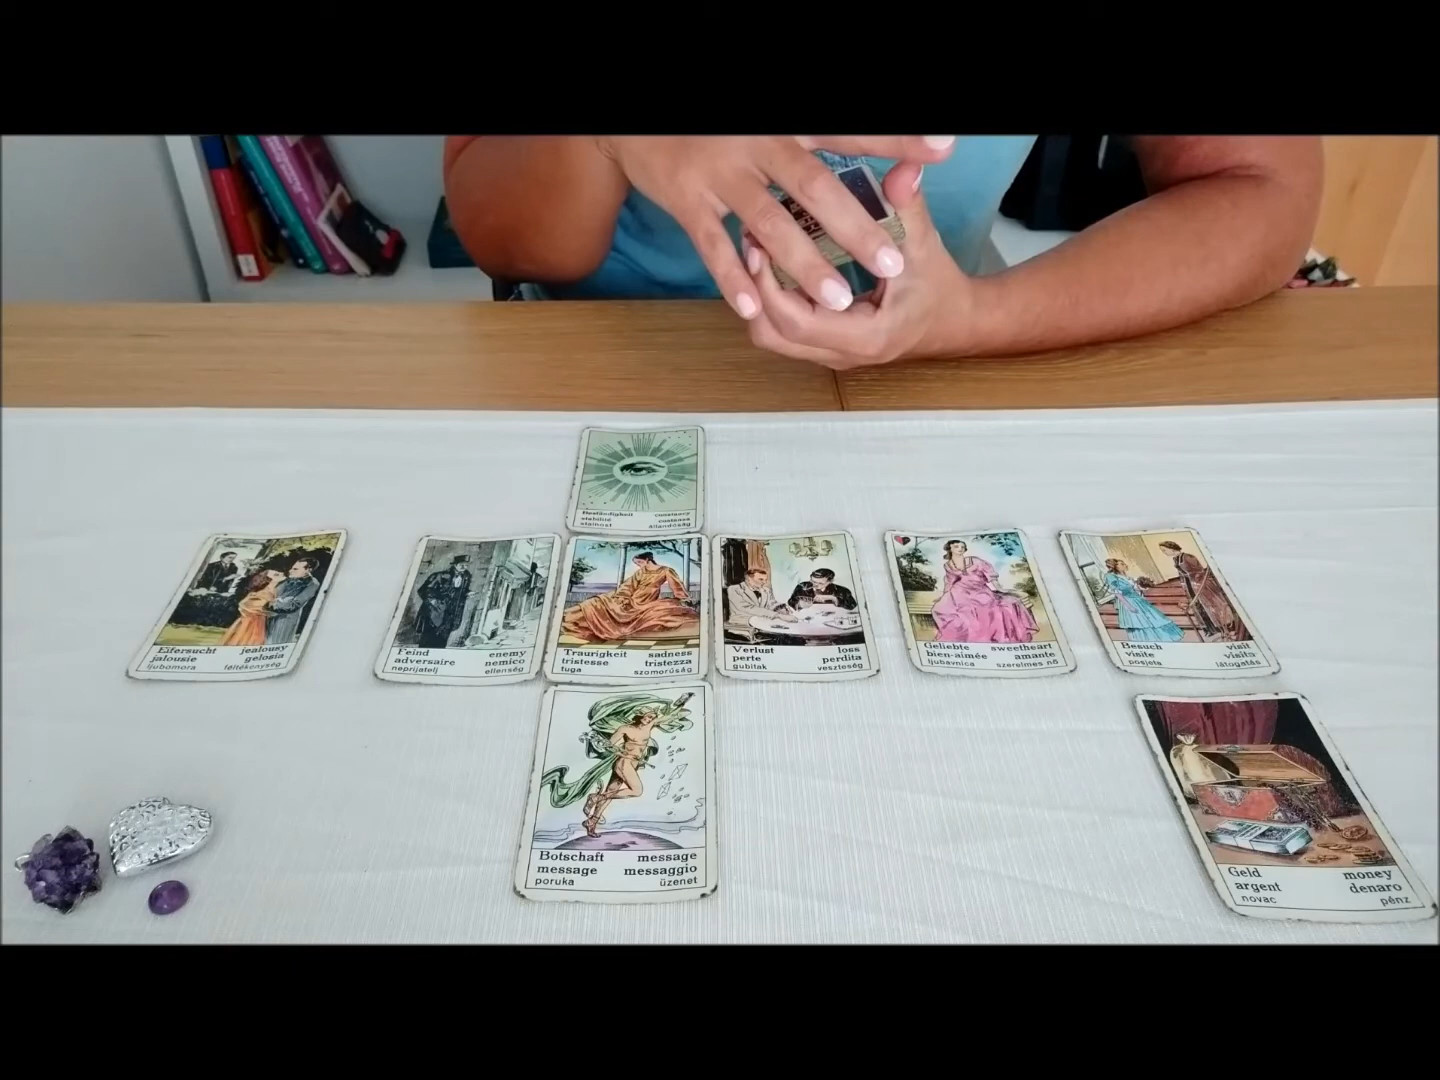 Beständigkeit constancy
stabilité costanza
stalnost állandóság
Eifersucht jealousy
jalousie gelosia
ljubomora féltékenység
Feind enemy
adversaire nemico
neprijatelj ellenség
Traurigkeit sadness
tristesse tristezza
tuga szomorúság
Verlust loss
perte perdita
gubitak veszteség
Geliebte sweetheart
bien-aimée amante
ljubavnica szerelmes nő
Besuch visit
visite visita
posjeta látogatás
Botschaft message
message messaggio
poruka üzenet
Geld money
argent denaro
novac pénz